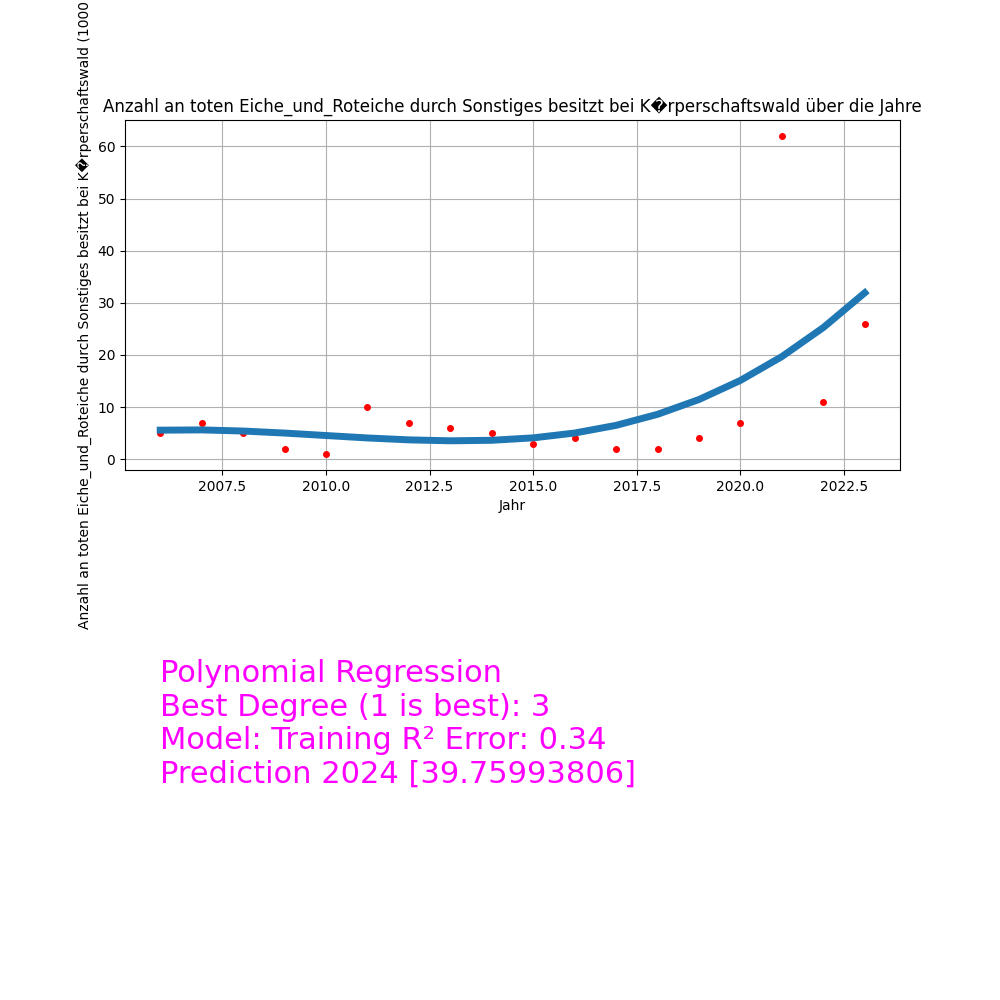 Anzahl an toten Eiche_und_Roteiche durch Sonstiges besitzt bei K�rperschaftswald über die Jahre
Anzahl an toten Eiche_und_Roteiche durch Sonstiges besitzt bei K�rperschaftswald (1000
60
50
40
30
20
10
0
2007.5 2010.0 2012.5 2015.0 2017.5 2020.0 2022.5
Jahr
Polynomial Regression
Best Degree (1 is best): 3
Model: Training R² Error: 0.34
Prediction 2024 [39.75993806]